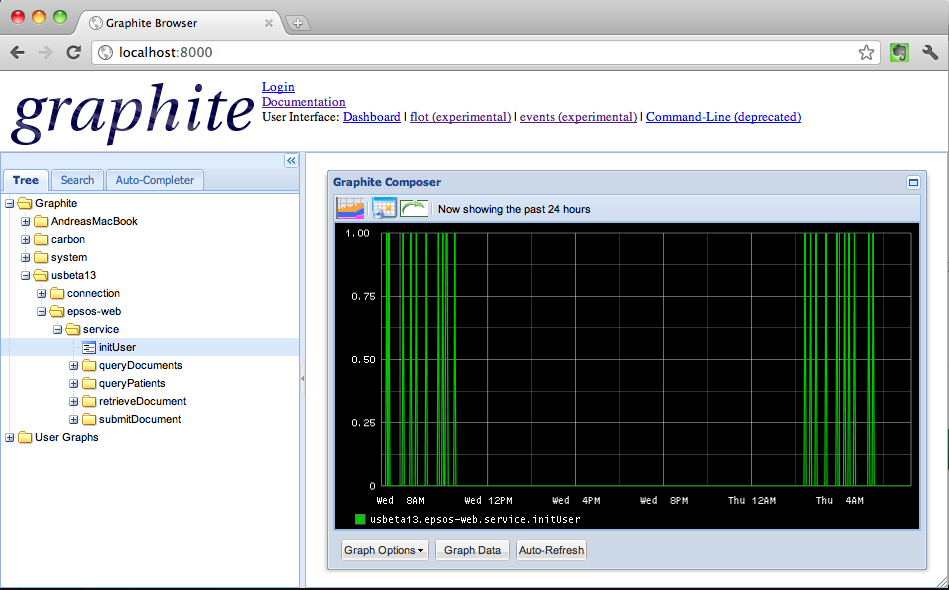 Graphite Browser
localhost:8000
graphite
Login
Documentation
User Interface: Dashboard | flot (experimental) | events (experimental) | Command-Line (deprecated)
Tree Search Auto-Completer
Graphite
AndreasMacBook
carbon
system
usbeta13
connection
epsos-web
service
initUser
queryDocuments
queryPatients
retrieveDocument
submitDocument
User Graphs
Graphite Composer
Now showing the past 24 hours
1.00
0.75
0.50
0.25
0
Wed 8AM Wed 12PM Wed 4PM Wed 8PM Thu 12AM Thu 4AM
usbeta13.epsos-web.service.initUser
Graph Options Graph Data Auto-Refresh